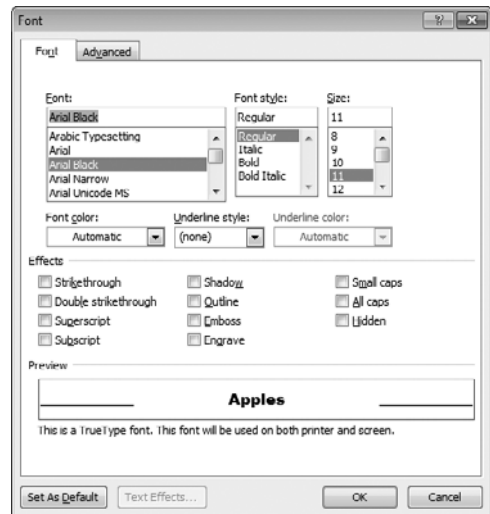 Font
Font Advanced
Font: Font style: Size:
Arial Black Regular 11
Arabic Typesetting Regular 8
Arial Italic 9
Arial Black Bold 10
Arial Narrow Bold Italic 11
Arial Unicode MS 12
Font color: Underline style: Underline color:
Automatic (none) Automatic
Effects
Strikethrough Shadow Small caps
Double strikethrough Outline All caps
Superscript Emboss Hidden
Subscript Engrave
Preview
Apples
This is a TrueType font. This font will be used on both printer and screen.
Set As Default Text Effects... OK Cancel